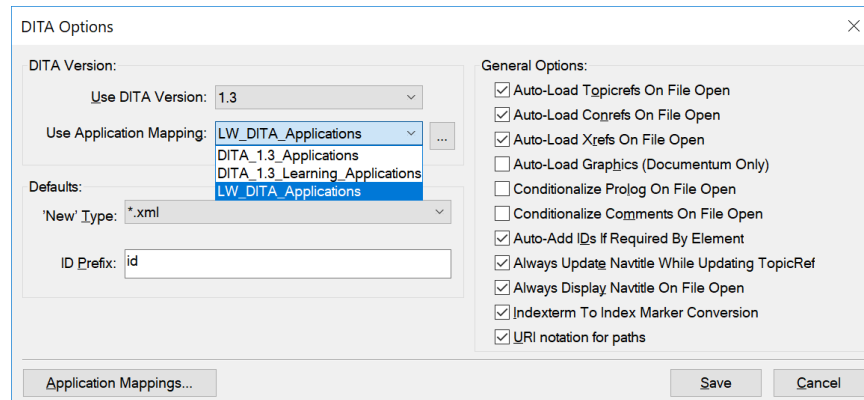 DITA Options
DITA Version:
Use DITA Version: 1.3
Use Application Mapping: LW_DITA_Applications ...
DITA_1.3_Applications
DITA_1.3_Learning_Applications
LW_DITA_Applications
Defaults:
'New' Type: *.xml
ID Prefix: id
General Options:
Auto-Load Topicrefs On File Open
Auto-Load Conrefs On File Open
Auto-Load Xrefs On File Open
Auto-Load Graphics (Documentum Only)
Conditionalize Prolog On File Open
Conditionalize Comments On File Open
Auto-Add IDs If Required By Element
Always Update Navtitle While Updating TopicRef
Always Display Navtitle On File Open
Indexterm To Index Marker Conversion
URI notation for paths
Application Mappings... Save Cancel